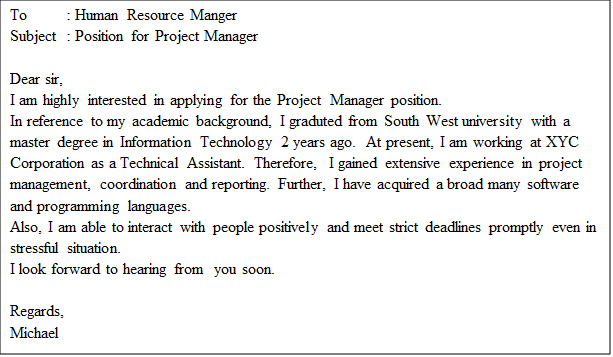 To : Human Resource Manger
Subject : Position for Project Manager
Dear sir,
I am highly interested in applying for the Project Manager position.
In reference to my academic background, I graduted from South West university with a
master degree in Information Technology 2 years ago. At present, I am working at XYC
Corporation as a Technical Assistant. Therefore, I gained extensive experience in project
management, coordination and reporting. Further, I have acquired a broad many software
and programming languages.
Also, I am able to interact with people positively and meet strict deadlines promptly even in
stressful situation.
I look forward to hearing from you soon.
Regards,
Michael